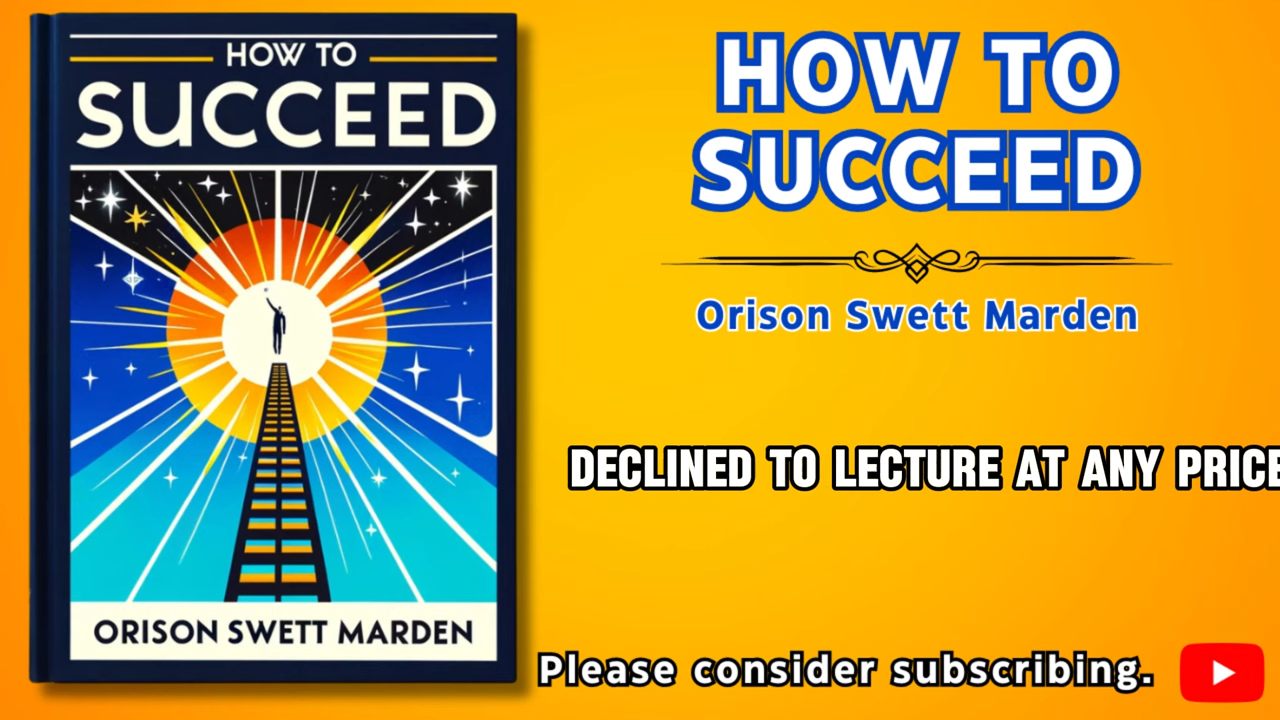 HOW TO
SUCCEED
ORISON SWETT MARDEN
HOW TO
SUCCEED
Orison Swett Marden
DECLINED TO LECTURE AT ANY PRICE
Please consider subscribing.